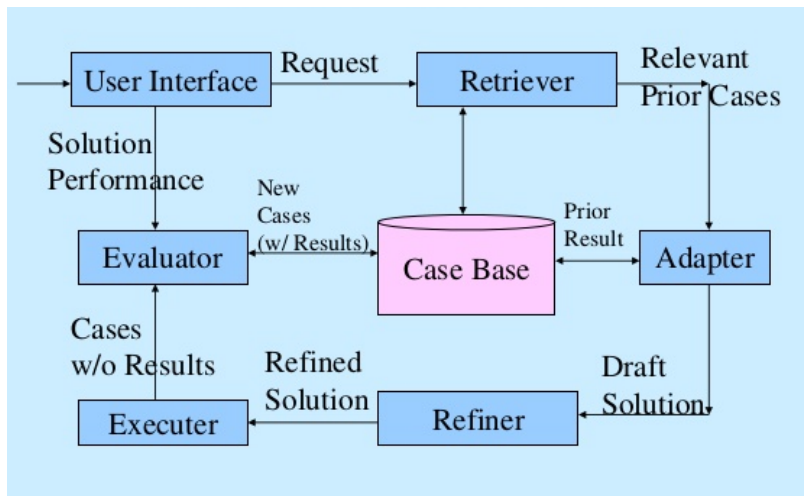 User Interface
Request
Retriever
Relevant
Prior Cases
Solution
Performance
New
Cases
(w/ Results)
Prior
Result
Evaluator
Case Base
Adapter
Cases
w/o Results
Refined
Solution
Draft
Solution
Executer
Refiner